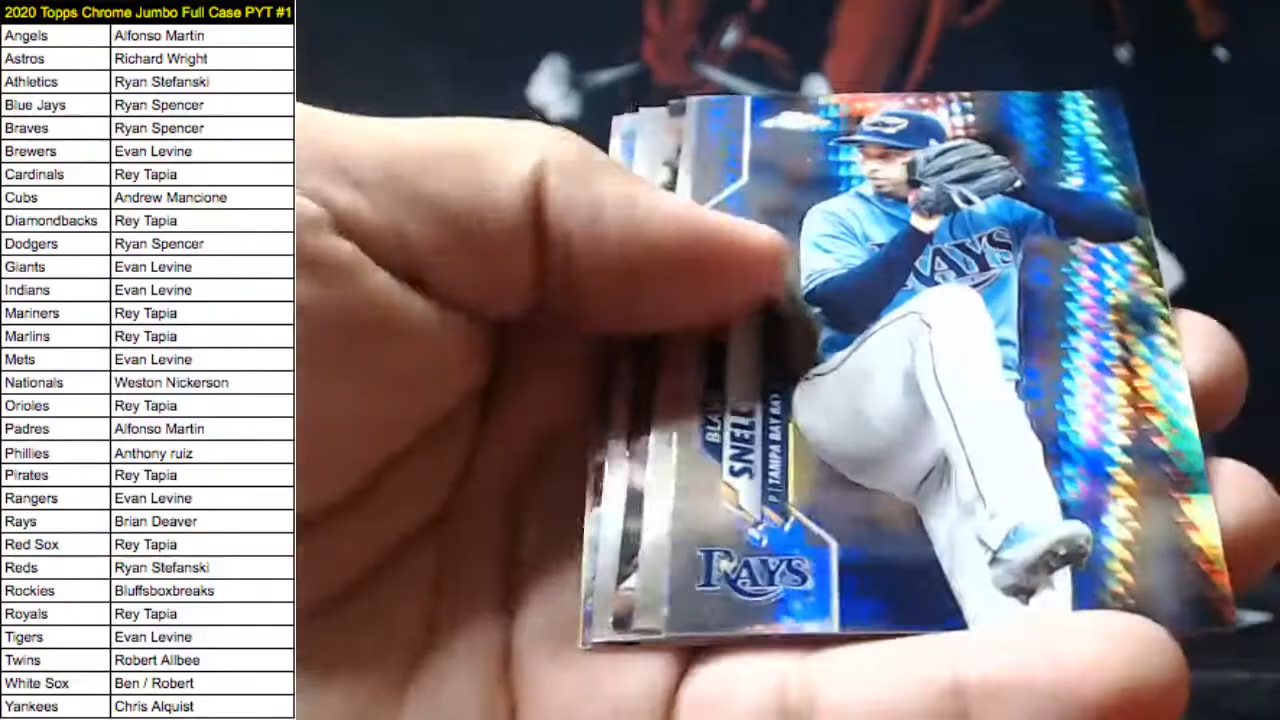 2020 Topps Chrome Jumbo Full Case PYT #1
Angels Alfonso Martin
Astros Richard Wright
Athletics Ryan Stefanski
Blue Jays Ryan Spencer
Braves Ryan Spencer
Brewers Evan Levine
Cardinals Rey Tapia
Cubs Andrew Mancione
Diamondbacks Rey Tapia
Dodgers Ryan Spencer
Giants Evan Levine
Indians Evan Levine
Mariners Rey Tapia
Marlins Rey Tapia
Mets Evan Levine
Nationals Weston Nickerson
Orioles Rey Tapia
Padres Alfonso Martin
Phillies Anthony ruiz
Pirates Rey Tapia
Rangers Evan Levine
Rays Brian Deaver
Red Sox Rey Tapia
Reds Ryan Stefanski
Rockies Bluffsboxbreaks
Royals Rey Tapia
Tigers Evan Levine
Twins Robert Allbee
White Sox Ben / Robert
Yankees Chris Alquist
RAYS
SNELL
P | TAMPA BAY RAYS
RAYS